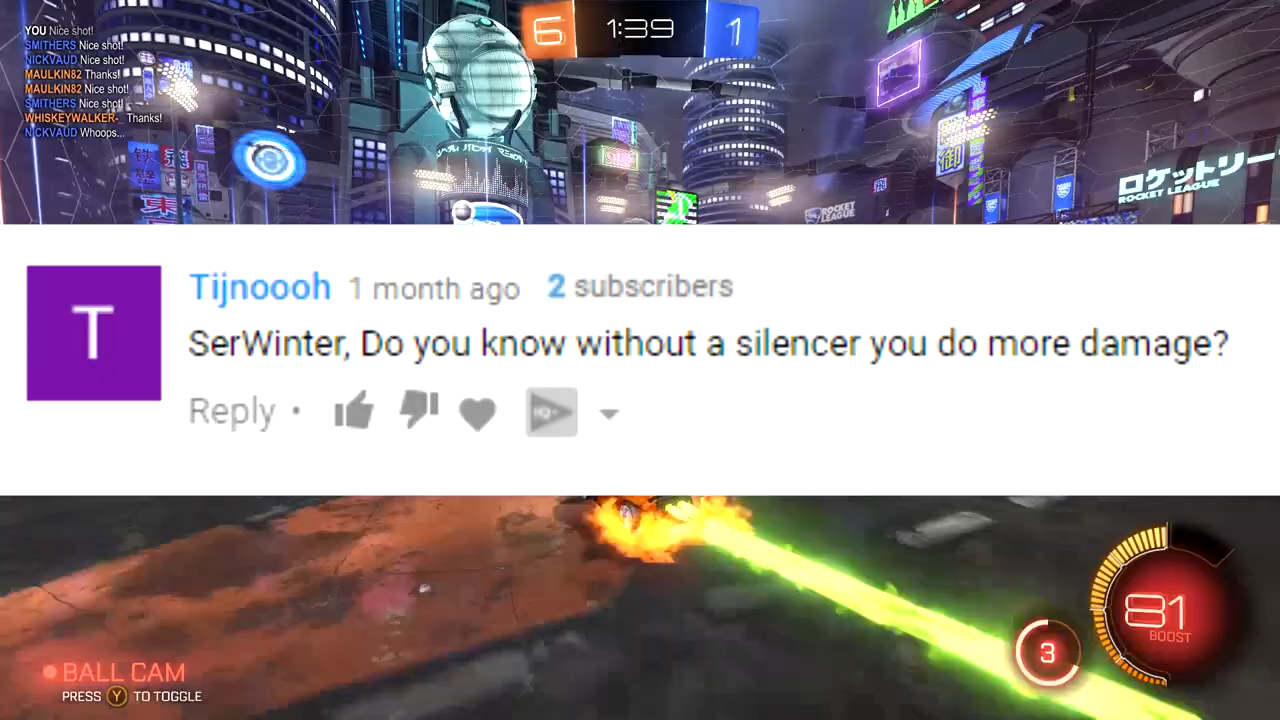 YOU Nice shot!
SMITHERS Nice shot!
NICKVAUD Nice shot!
MAULKIN82 Thanks!
MAULKIN82 Nice shot!
SMITHERS Nice shot!
WHISKEYWALKER- Thanks!
NICKVAUD Whoops...
6 1:39 1
御
ロケットリー
ROCKET LEAGUE
ROCKET LEAGUE
T
Tijnoooh 1 month ago 2 subscribers
SerWinter, Do you know without a silencer you do more damage?
Reply •
81
BOOST
3
BALL CAM
PRESS Y TO TOGGLE